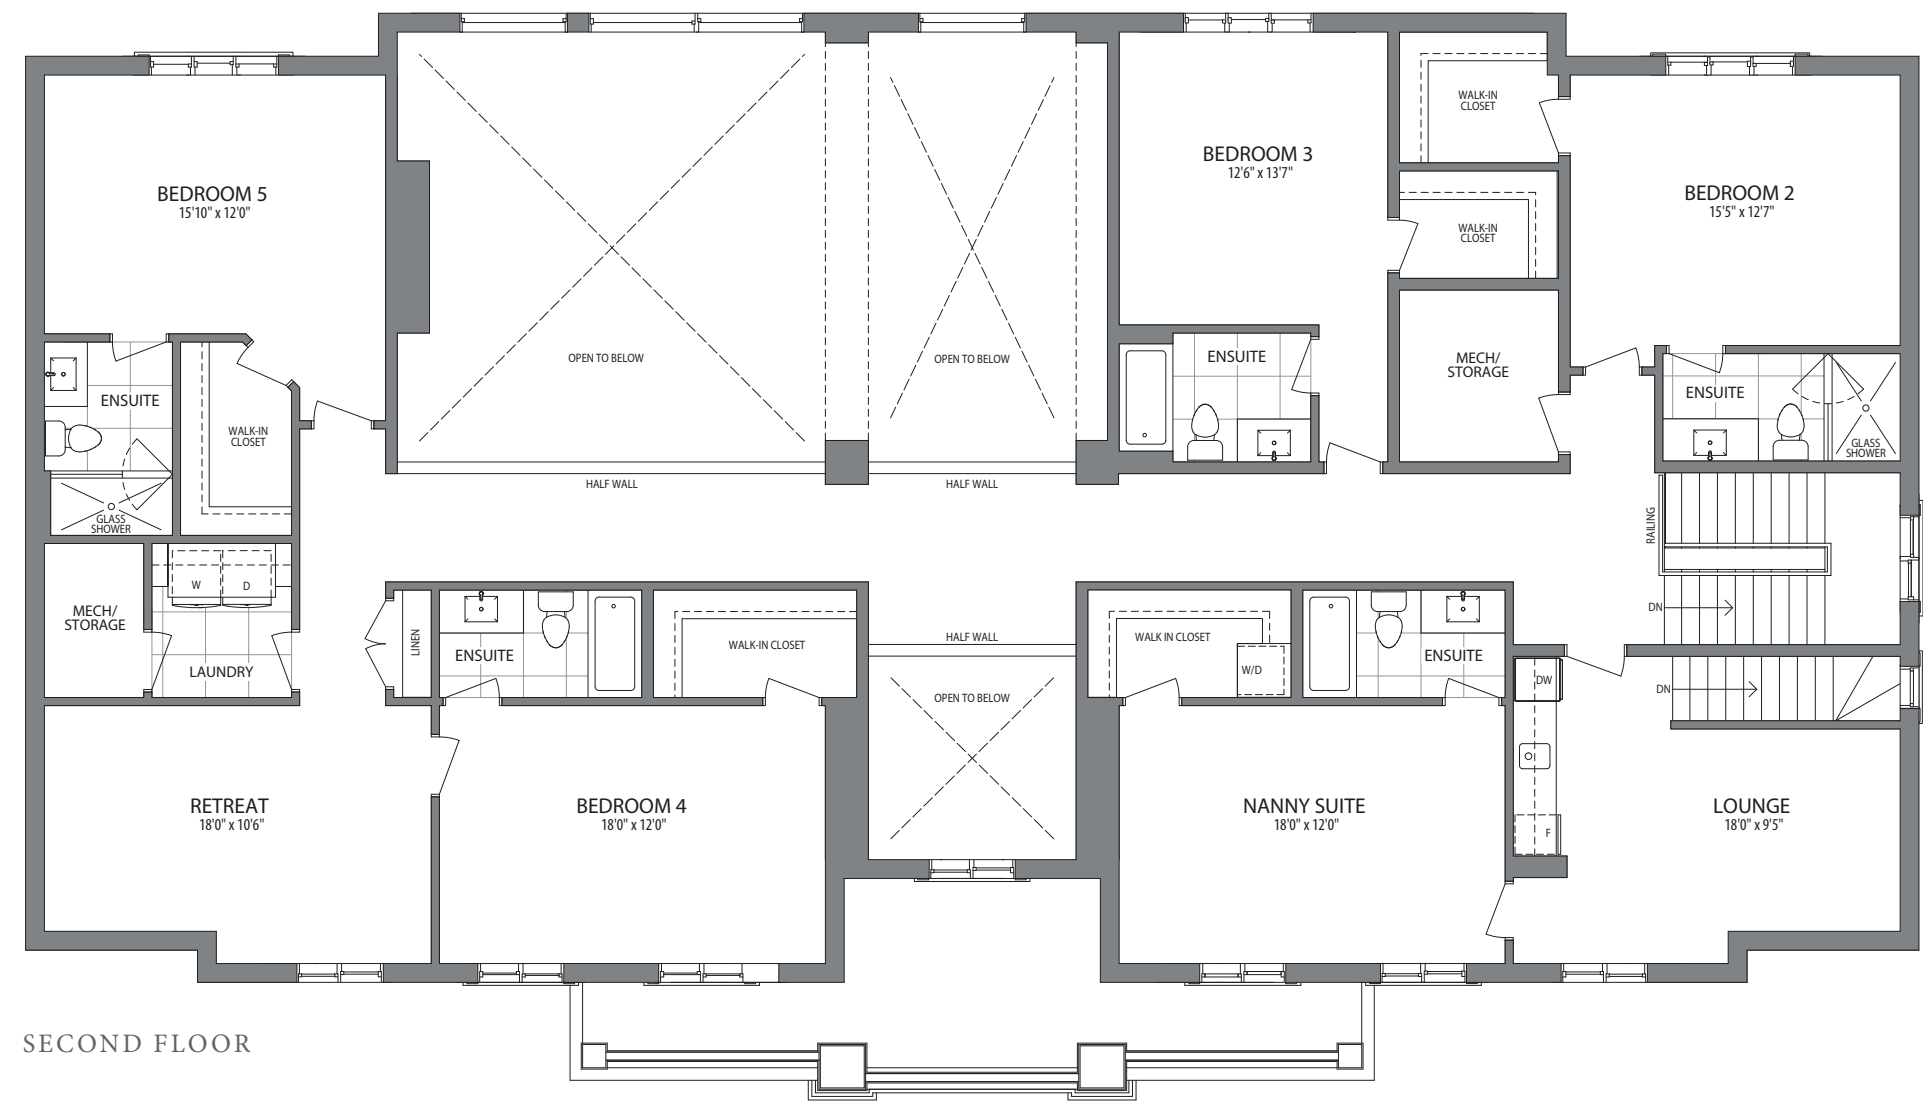 BEDROOM 5
15'10" x 12'0"
OPEN TO BELOW
OPEN TO BELOW
BEDROOM 3
12'6" x 13'7"
WALK-IN
CLOSET
WALK-IN
CLOSET
BEDROOM 2
15'5" x 12'7"
ENSUITE
MECH/
STORAGE
ENSUITE
GLASS
SHOWER
ENSUITE
WALK-IN
CLOSET
GLASS
SHOWER
HALF WALL
HALF WALL
RAILING
DN
MECH/
STORAGE
W
D
LAUNDRY
LINEN
ENSUITE
WALK-IN CLOSET
HALF WALL
OPEN TO BELOW
WALK IN CLOSET
W/D
ENSUITE
DW
DN
F
RETREAT
18'0" x 10'6"
BEDROOM 4
18'0" x 12'0"
NANNY SUITE
18'0" x 12'0"
LOUNGE
18'0" x 9'5"
SECOND FLOOR